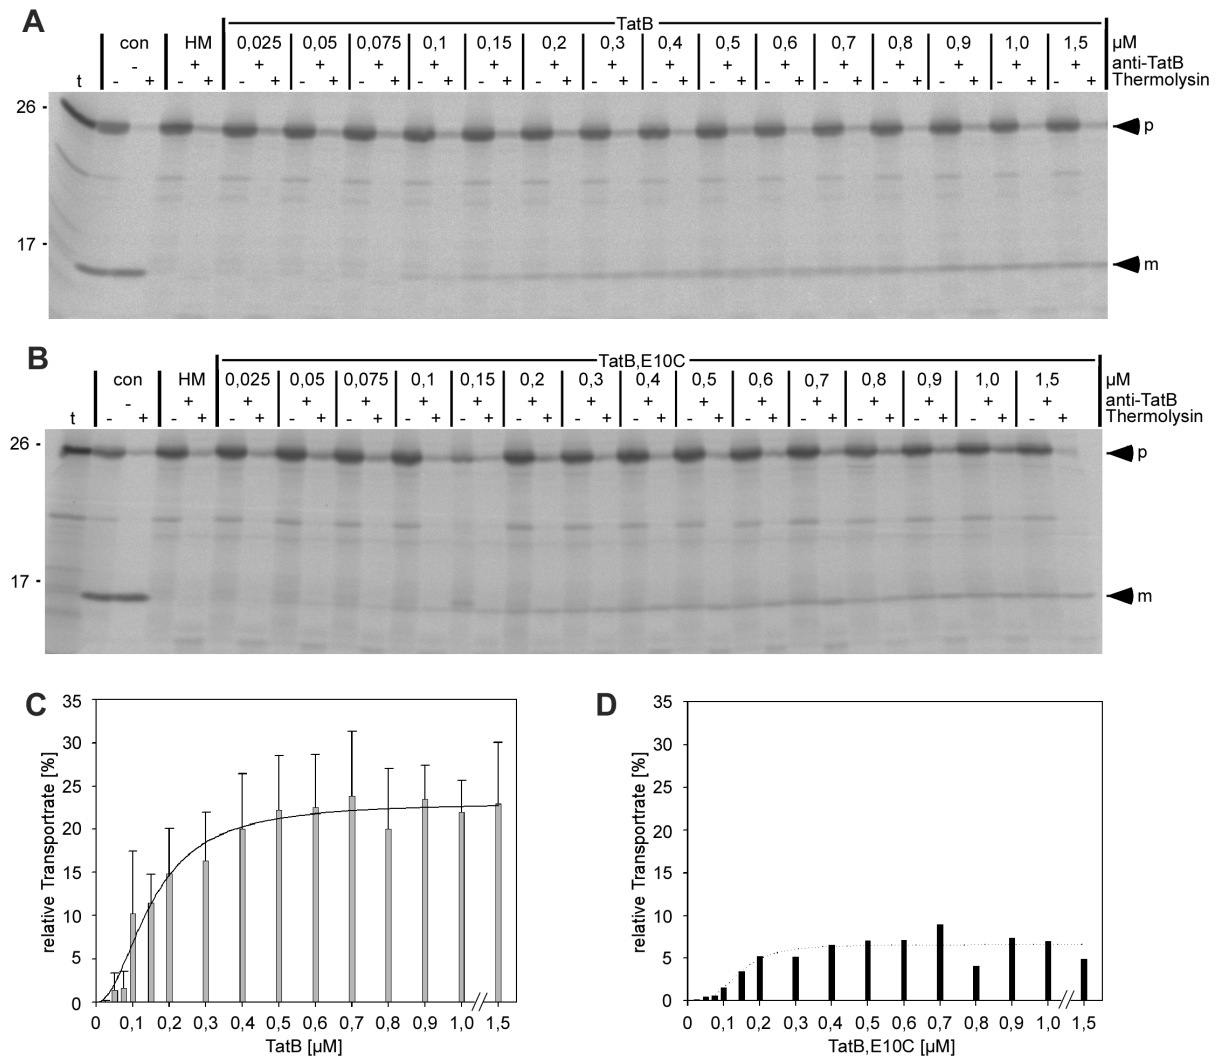 A
TatB
con HM 0,025 0,05 0,075 0,1 0,15 0,2 0,3 0,4 0,5 0,6 0,7 0,8 0,9 1,0 1,5 µM
- + + + + + + + + + + + + + + + + anti-TatB
t - + - + - + - + - + - + - + - + - + - + - + - + - + - + - + - + - + Thermolysin
26 -
p
17 -
m
B
TatB,E10C
con HM 0,025 0,05 0,075 0,1 0,15 0,2 0,3 0,4 0,5 0,6 0,7 0,8 0,9 1,0 1,5 µM
- + + + + + + + + + + + + + + + + anti-TatB
t - + - + - + - + - + - + - + - + - + - + - + - + - + - + - + - + - + Thermolysin
26 -
p
17 -
m
C
relative Transportrate [%]
35
30
25
20
15
10
5
0
0 0,1 0,2 0,3 0,4 0,5 0,6 0,7 0,8 0,9 1,0 1,5
TatB [µM]
D
relative Transportrate [%]
35
30
25
20
15
10
5
0
0 0,1 0,2 0,3 0,4 0,5 0,6 0,7 0,8 0,9 1,0 1,5
TatB,E10C [µM]